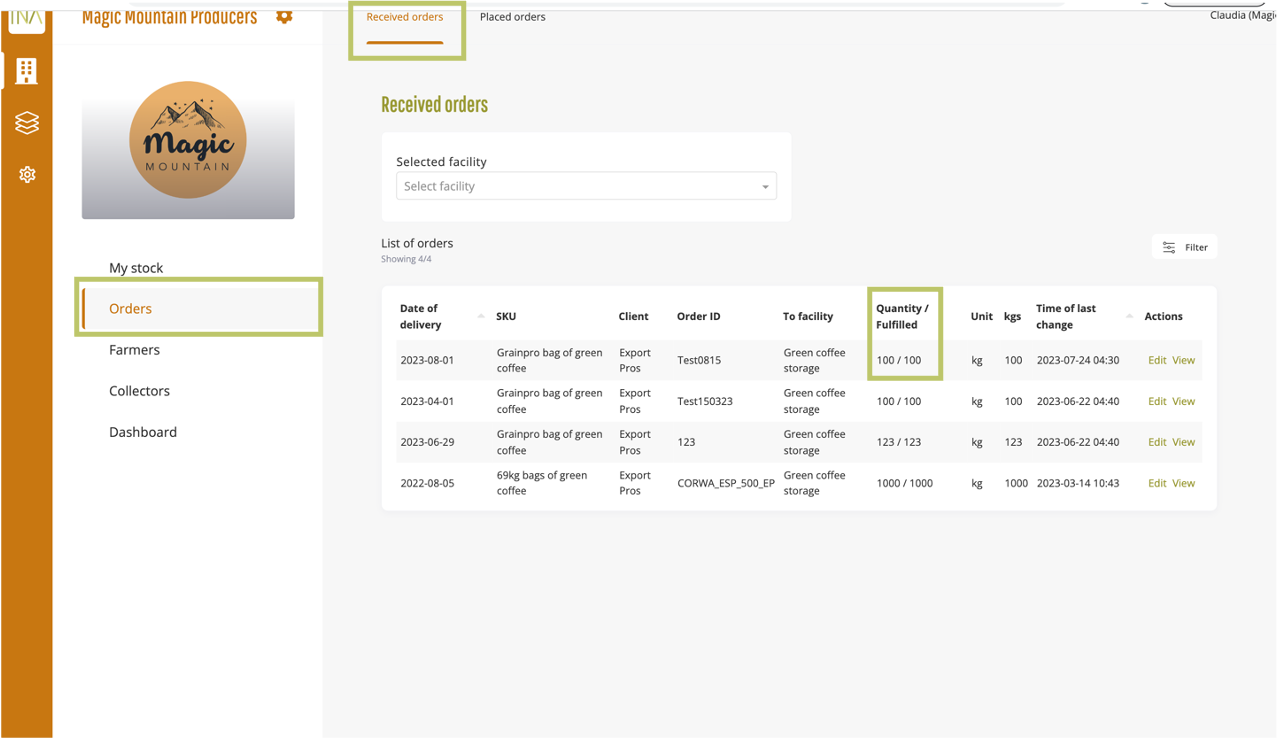 INA
Magic Mountain Producers
Received orders
Placed orders
Claudia (Magi
Magic
MOUNTAIN
My stock
Orders
Farmers
Collectors
Dashboard
Received orders
Selected facility
Select facility
List of orders
Showing 4/4
Filter
Date of delivery SKU Client Order ID To facility Quantity / Fulfilled Unit kgs Time of last change Actions
2023-08-01 Grainpro bag of green coffee Export Pros Test0815 Green coffee storage 100 / 100 kg 100 2023-07-24 04:30 Edit View
2023-04-01 Grainpro bag of green coffee Export Pros Test150323 Green coffee storage 100 / 100 kg 100 2023-06-22 04:40 Edit View
2023-06-29 Grainpro bag of green coffee Export Pros 123 Green coffee storage 123 / 123 kg 123 2023-06-22 04:40 Edit View
2022-08-05 69kg bags of green coffee Export Pros CORWA_ESP_500_EP Green coffee storage 1000 / 1000 kg 1000 2023-03-14 10:43 Edit View